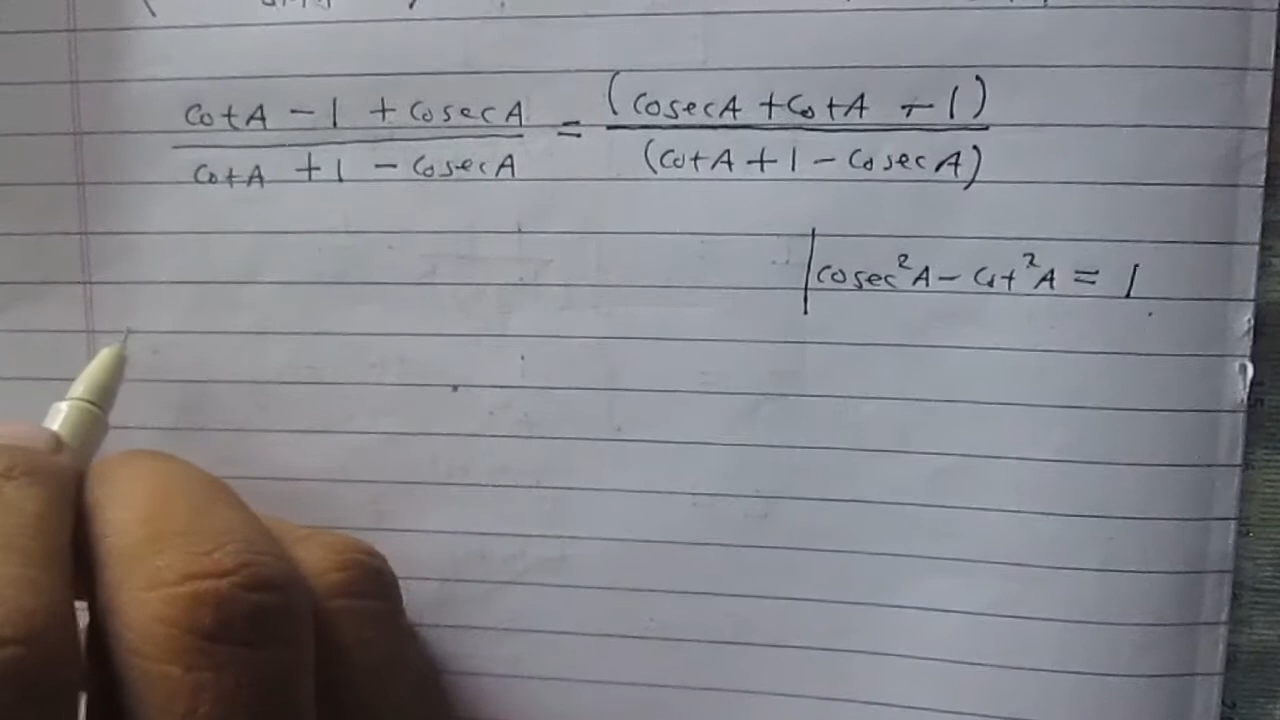 cotA - 1 + cosecA / cotA + 1 - cosecA = (cosecA + cotA - 1) / (cotA + 1 - cosecA)
cosec²A - cot²A = 1